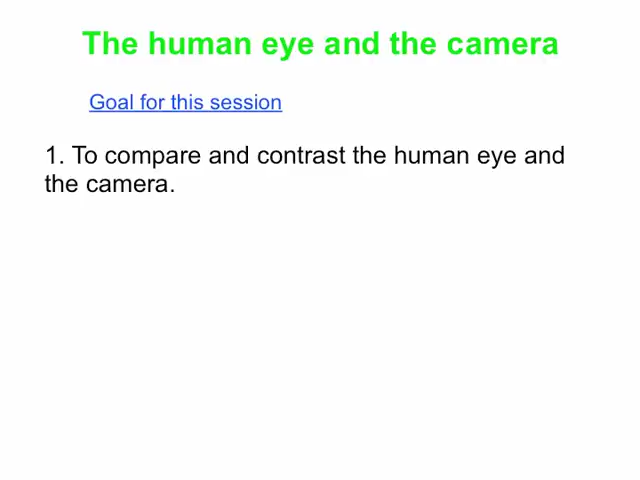 The human eye and the camera
Goal for this session
1. To compare and contrast the human eye and
the camera.